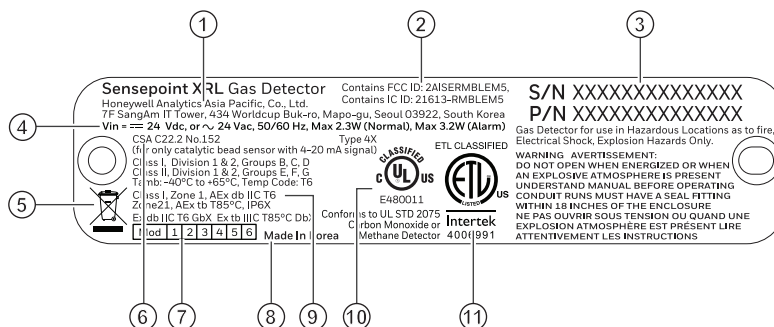 1
2
3
Sensepoint XRL Gas Detector
Honeywell Analytics Asia Pacific, Co., Ltd.
7F SangAm IT Tower, 434 Worldcup Buk-ro, Mapo-gu, Seoul 03922, South Korea
Contains FCC ID: 2AISERMBLEM5,
Contains IC ID: 21613-RMBLEM5
S/N XXXXXXXXXXXXXX
P/N XXXXXXXXXXXXXX
4
Vin = ⎓ 24 Vdc, or ∿ 24 Vac, 50/60 Hz, Max 2.3W (Normal), Max 3.2W (Alarm)
CSA C22.2 No.152
Type 4X
(for only catalytic bead sensor with 4-20 mA signal)
Class I, Division 1 & 2, Groups B, C, D
Class II, Division 1 & 2, Groups E, F, G
Tamb: -40°C to +65°C, Temp Code: T6
Class I, Zone 1, AEx db IIC T6
Zone21, AEx tb T85°C, IP6X
Ex db IIC T6 GbX Ex tb IIIC T85°C Db
Mod 1 2 3 4 5 6
Made In Korea
CLASSIFIED
C UL US
E480011
Conforms to UL STD 2075
Carbon Monoxide or
Methane Detector
ETL CLASSIFIED
ETL
LISTED
US
Intertek
4006991
Gas Detector for use in Hazardous Locations as to fire,
Electrical Shock, Explosion Hazards Only.
WARNING AVERTISSEMENT:
DO NOT OPEN WHEN ENERGIZED OR WHEN
AN EXPLOSIVE ATMOSPHERE IS PRESENT
UNDERSTAND MANUAL BEFORE OPERATING
CONDUIT RUNS MUST HAVE A SEAL FITTING
WITHIN 18 INCHES OF THE ENCLOSURE
NE PAS OUVRIR SOUS TENSION OU QUAND UNE
EXPLOSION ATMOSPHÈRE EST PRÉSENT LIRE
ATTENTIVEMENT LES INSTRUCTIONS
5
6
7
8
9
10
11